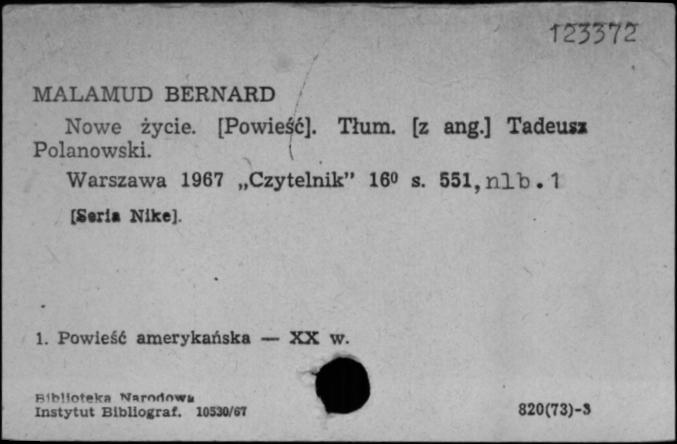 123372
MALAMUD BERNARD
Nowe życie. [Powieść]. Tłum. [z ang.] Tadeusz
Polanowski.
Warszawa 1967 „Czytelnik” 16⁰ s. 551, nlb. 1
[Seria Nike].
1. Powieść amerykańska — XX w.
Biblioteka Narodowa
Instytut Bibliograf. 10530/67
820(73)-3